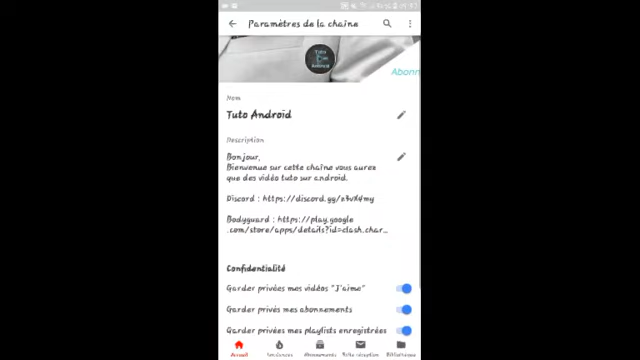 Paramètres de la chaîne
Tuto
Android
Abonn
Nom
Tuto Android
Description
Bonjour,
Bienvenue sur cette chaîne vous aurez
que des vidéo tuto sur android.
Discord : https://discord.gg/
Bodyguard : https://play.google
.com/store/apps/details?id=clash.char...
Confidentialité
Garder privées mes vidéos "J'aime"
Garder privés mes abonnements
Garder privées mes playlists enregistrées
Accueil Tendances Abonnements Boîte réception Bibliothèque